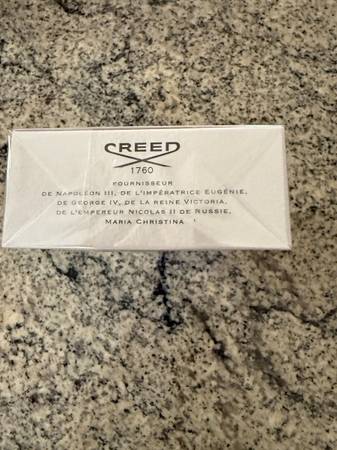 CREED
1760
FOURNISSEUR
DE NAPOLÉON III, DE L'IMPÉRATRICE EUGÉNIE,
DE GEORGE IV, DE LA REINE VICTORIA,
DE L'EMPEREUR NICOLAS II DE RUSSIE,
MARIA CHRISTINA